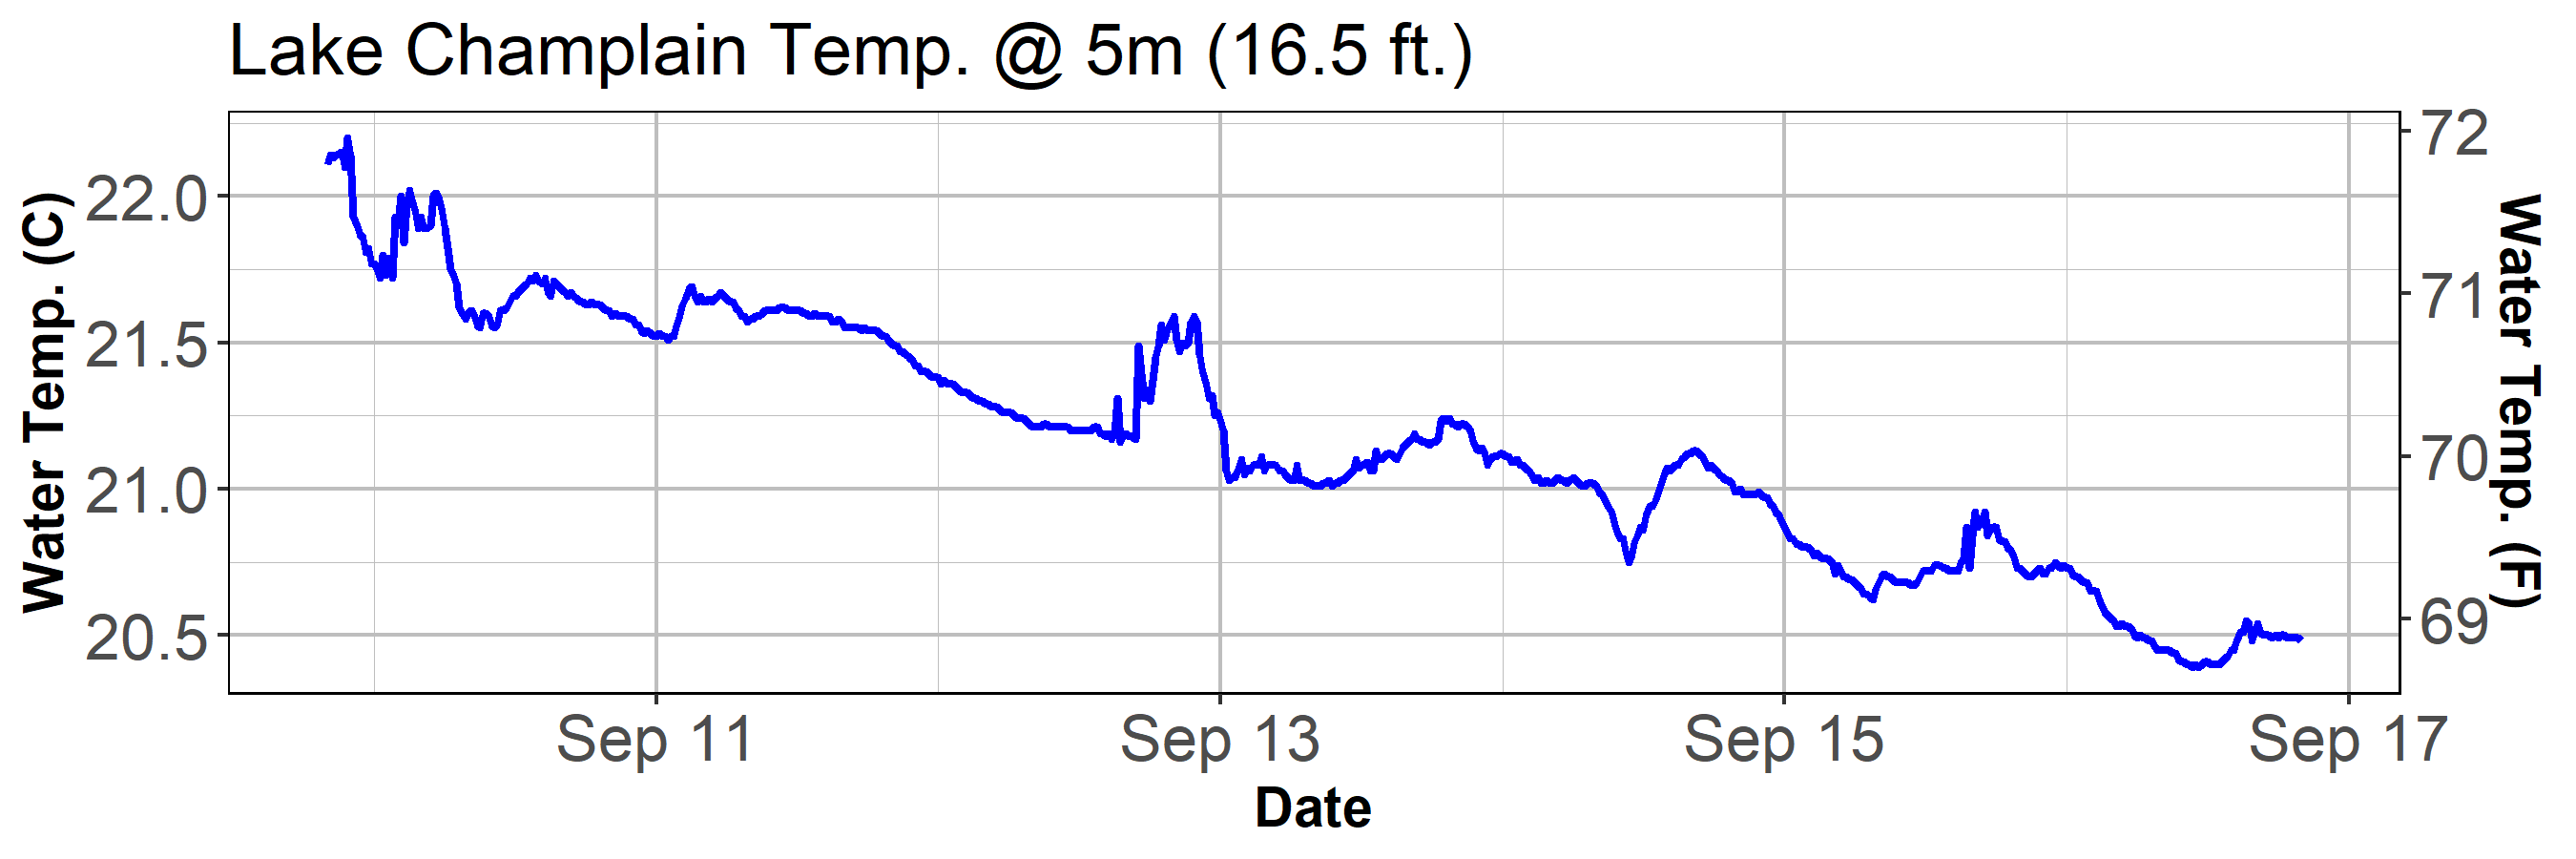 Lake Champlain Temp. @ 5m (16.5 ft.)
Water Temp. (C)
22.0
21.5
21.0
20.5
72
71
70
69
Water Temp. (F)
Sep 11
Sep 13
Sep 15
Sep 17
Date